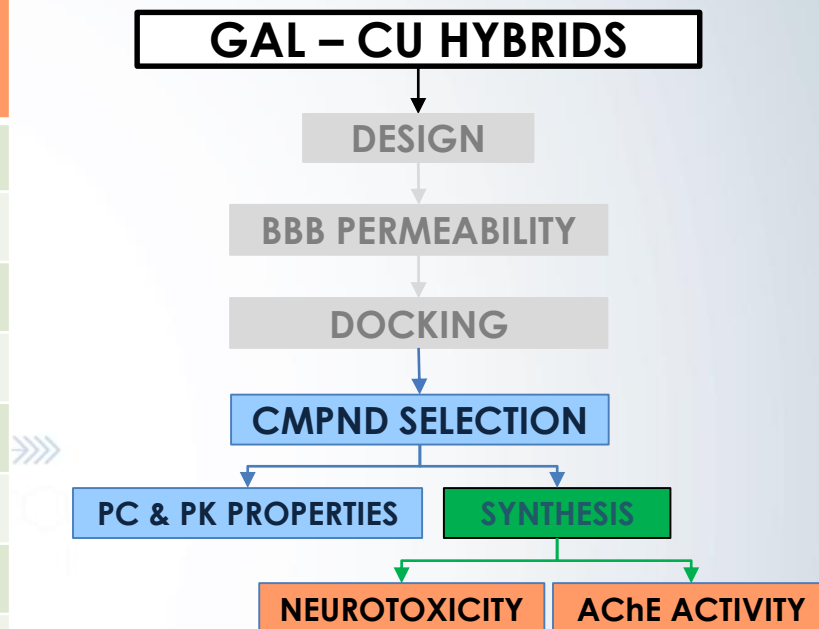 GAL – CU HYBRIDS
DESIGN
BBB PERMEABILITY
DOCKING
CMPND SELECTION
PC & PK PROPERTIES
SYNTHESIS
NEUROTOXICITY
AChE ACTIVITY